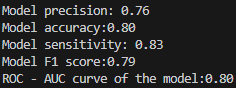 Model precision: 0.76
Model accuracy:0.80
Model sensitivity: 0.83
Model F1 score:0.79
ROC - AUC curve of the model:0.80